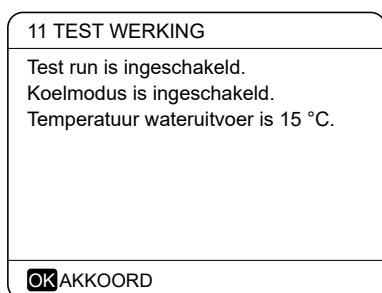 11 TEST WERKING
Test run is ingeschakeld.
Koelmodus is ingeschakeld.
Temperatuur wateruitvoer is 15 °C.
OK AKKOORD